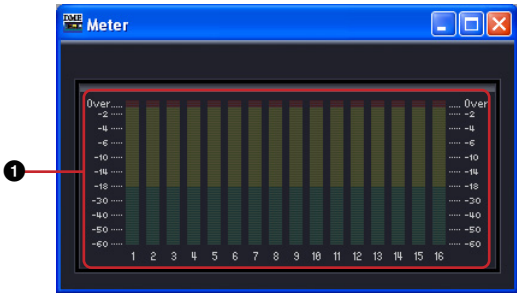 DME
Meter
Over..... ..... Over
-2 ..... ..... -2
-4 ..... ..... -4
-6 ..... ..... -6
-10 ..... ..... -10
-14 ..... ..... -14
-18 ..... ..... -18
-30 ..... ..... -30
-40 ..... ..... -40
-50 ..... ..... -50
-60 ..... ..... -60
1 2 3 4 5 6 7 8 9 10 11 12 13 14 15 16
1